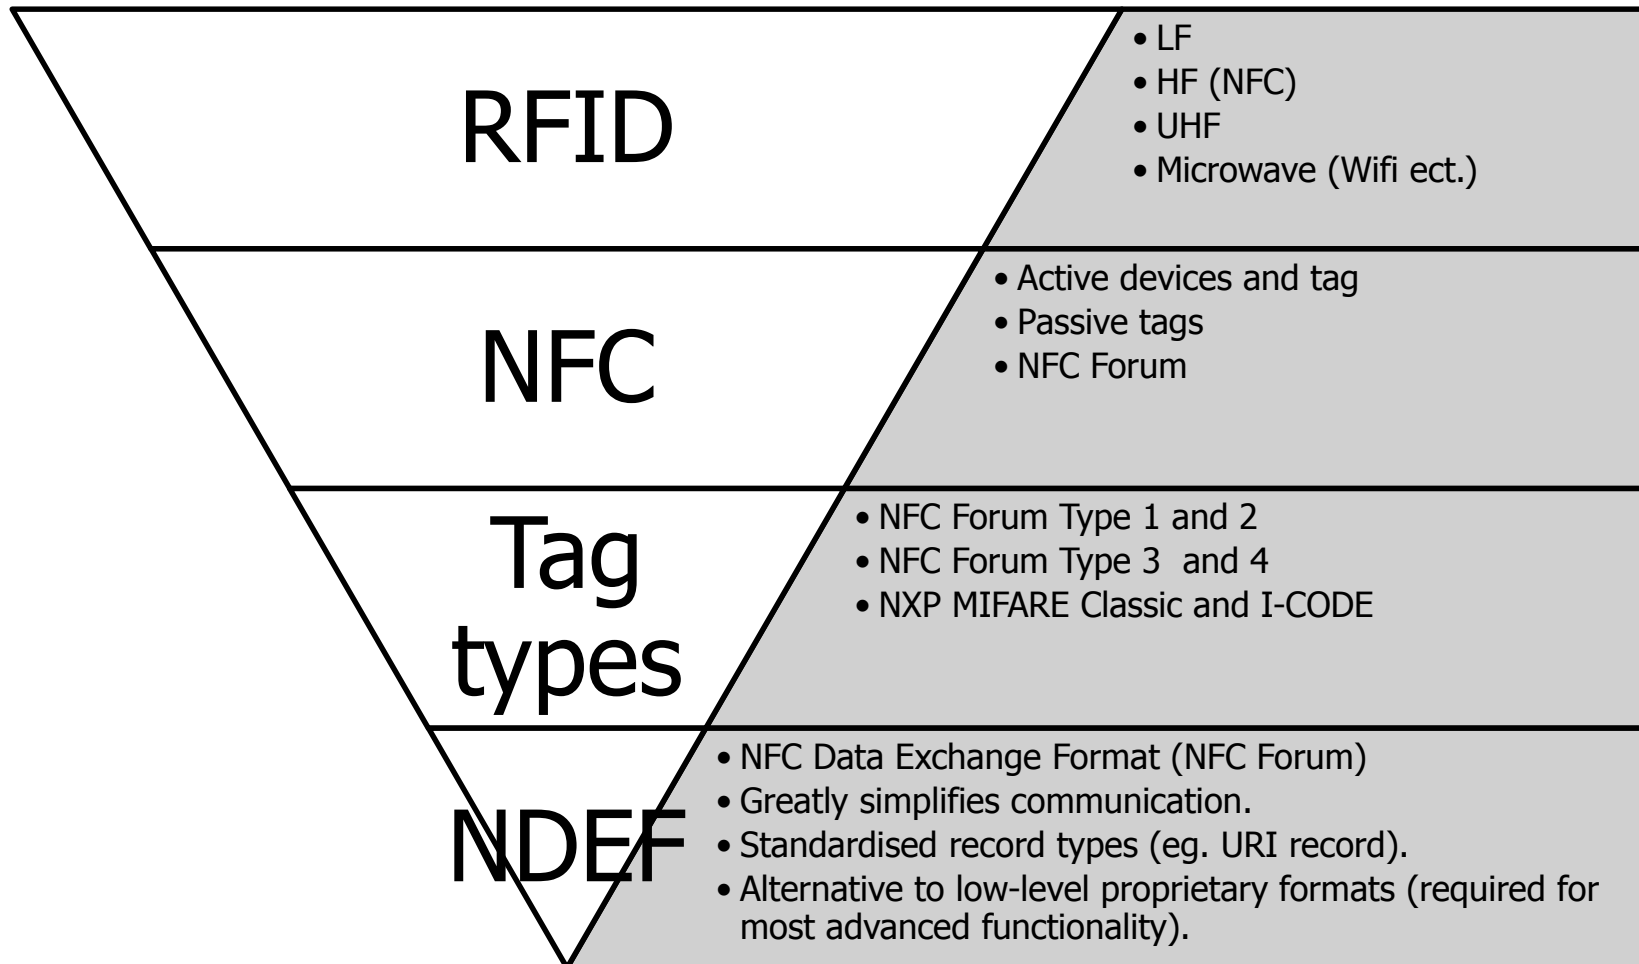 RFID
• LF
• HF (NFC)
• UHF
• Microwave (Wifi ect.)
NFC
• Active devices and tag
• Passive tags
• NFC Forum
Tag
types
• NFC Forum Type 1 and 2
• NFC Forum Type 3  and 4
• NXP MIFARE Classic and I-CODE
NDEF
• NFC Data Exchange Format (NFC Forum)
• Greatly simplifies communication.
• Standardised record types (eg. URI record).
• Alternative to low-level proprietary formats (required for
most advanced functionality).